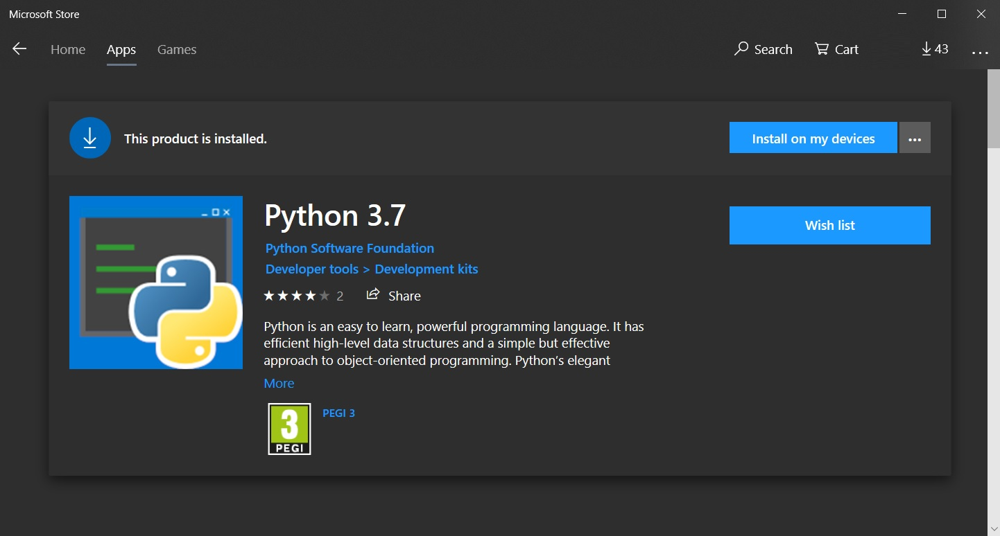 Microsoft Store
Home Apps Games Search Cart 43 ...
This product is installed.
Install on my devices
Python 3.7
Wish list
Python Software Foundation
Developer tools > Development kits
2 Share
Python is an easy to learn, powerful programming language. It has
efficient high-level data structures and a simple but effective
approach to object-oriented programming. Python’s elegant
More
3
PEGI
PEGI 3